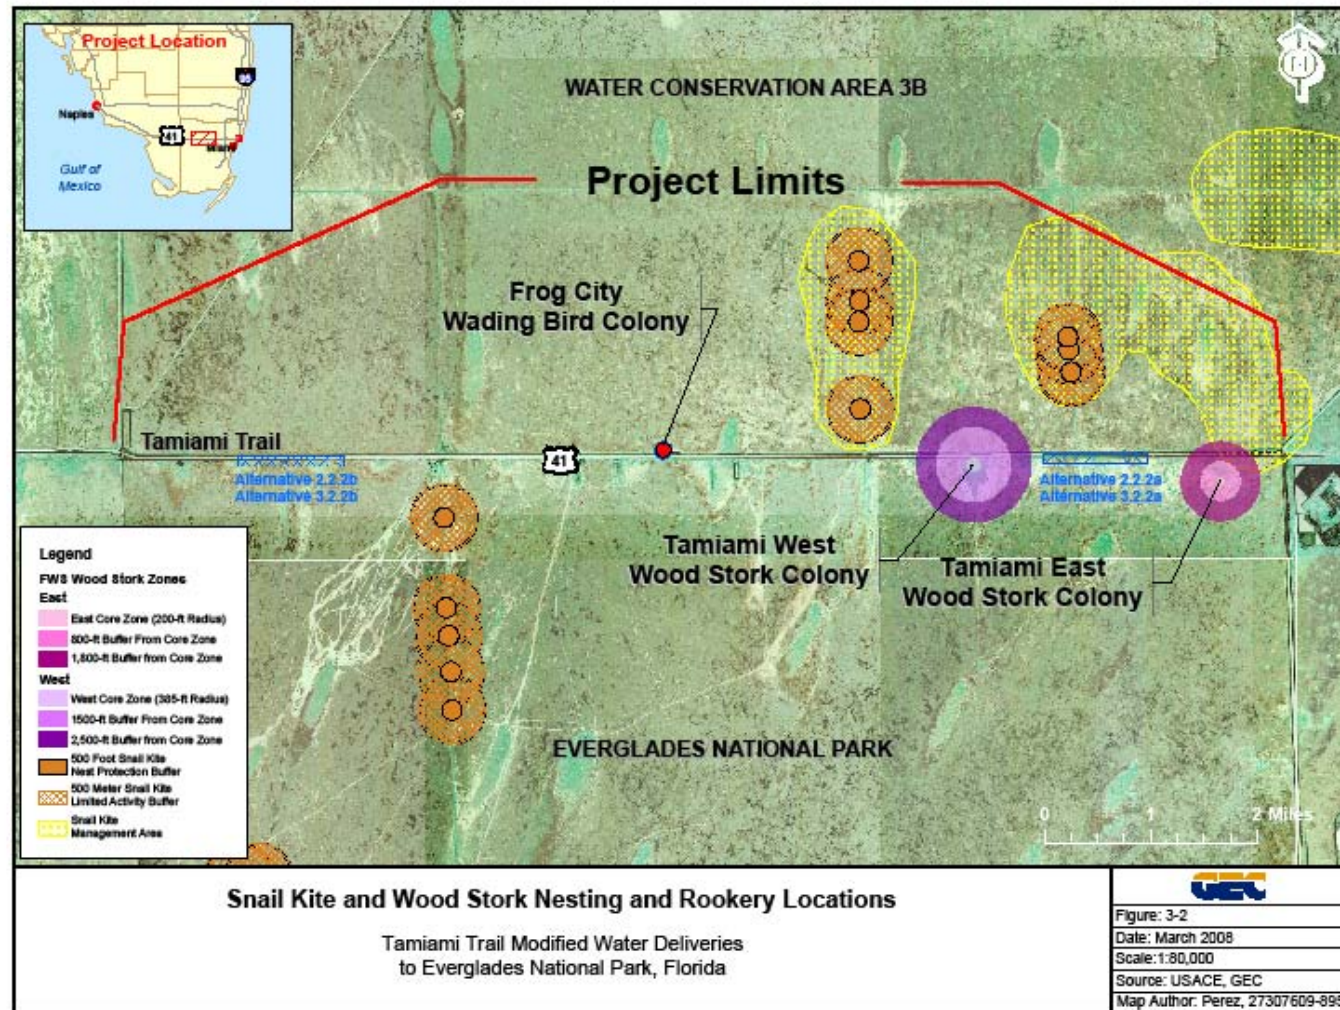 Project Location
95
Naples
41
Miami
Gulf of
Mexico
WATER CONSERVATION AREA 3B
Project Limits
Frog City
Wading Bird Colony
Tamiami Trail
41
Alternative 2.2.2b
Alternative 3.2.2b
Alternative 2.2.2a
Alternative 3.2.2a
Tamiami West
Wood Stork Colony
Tamiami East
Wood Stork Colony
Legend
FWS Wood Stork Zones
East
East Core Zone (200-ft Radius)
800-ft Buffer From Core Zone
1,800-ft Buffer from Core Zone
West
West Core Zone (385-ft Radius)
1500-ft Buffer From Core Zone
2,500-ft Buffer from Core Zone
500 Foot Snail Kite
Nest Protection Buffer
500 Meter Snail Kite
Limited Activity Buffer
Snail Kite
Management Area
EVERGLADES NATIONAL PARK
0 1 2 Miles
Snail Kite and Wood Stork Nesting and Rookery Locations
Tamiami Trail Modified Water Deliveries
to Everglades National Park, Florida
GEC
Figure: 3-2
Date: March 2008
Scale:1:80,000
Source: USACE, GEC
Map Author: Perez, 27307609-895